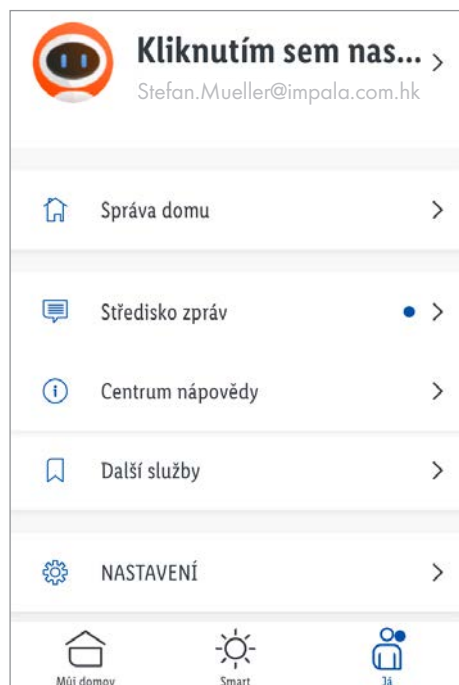 Kliknutím sem nas...
Stefan.Mueller@impala.com.hk
Správa domu
Středisko zpráv
Centrum nápovědy
Další služby
NASTAVENÍ
Můj domov
Smart
Já